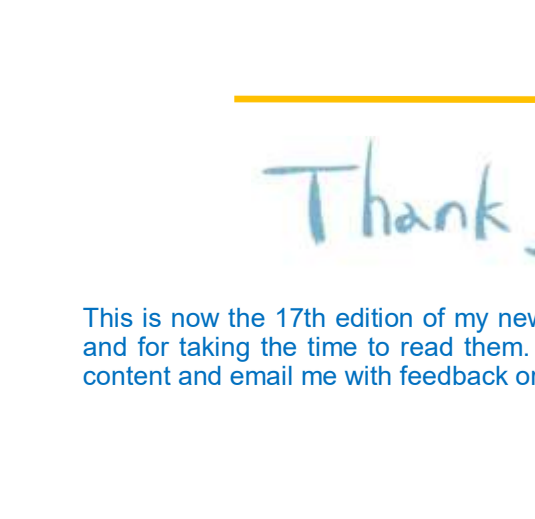 Thank
This is now the 17th edition of my
and for taking the time to read them.
content and email me with feedback